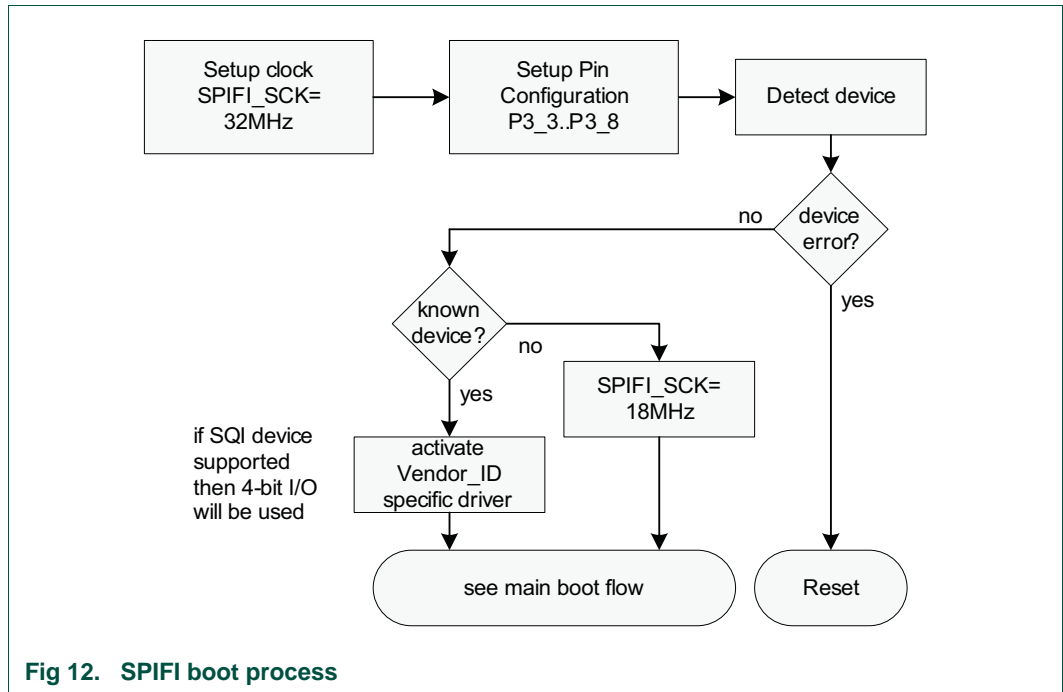 Setup clock
SPIFI_SCK=
32MHz
Setup Pin
Configuration
P3_3..P3_8
Detect device
device
error?
no
yes
known
device?
no
yes
SPIFI_SCK=
18MHz
if SQI device
supported
then 4-bit I/O
will be used
activate
Vendor_ID
specific driver
see main boot flow
Reset
Fig 12. SPIFI boot process